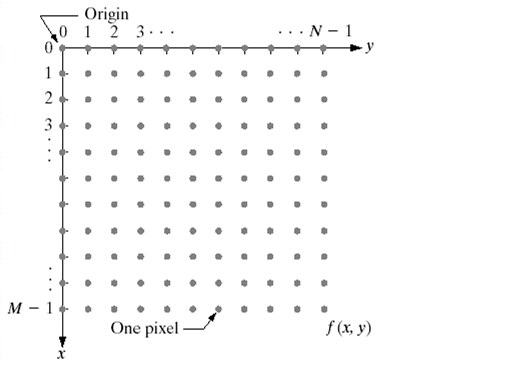 Origin
0 1 2 3 · · · · · · N − 1
0 y
1
2
3
⋮
⋮
M − 1
One pixel f(x, y)
x